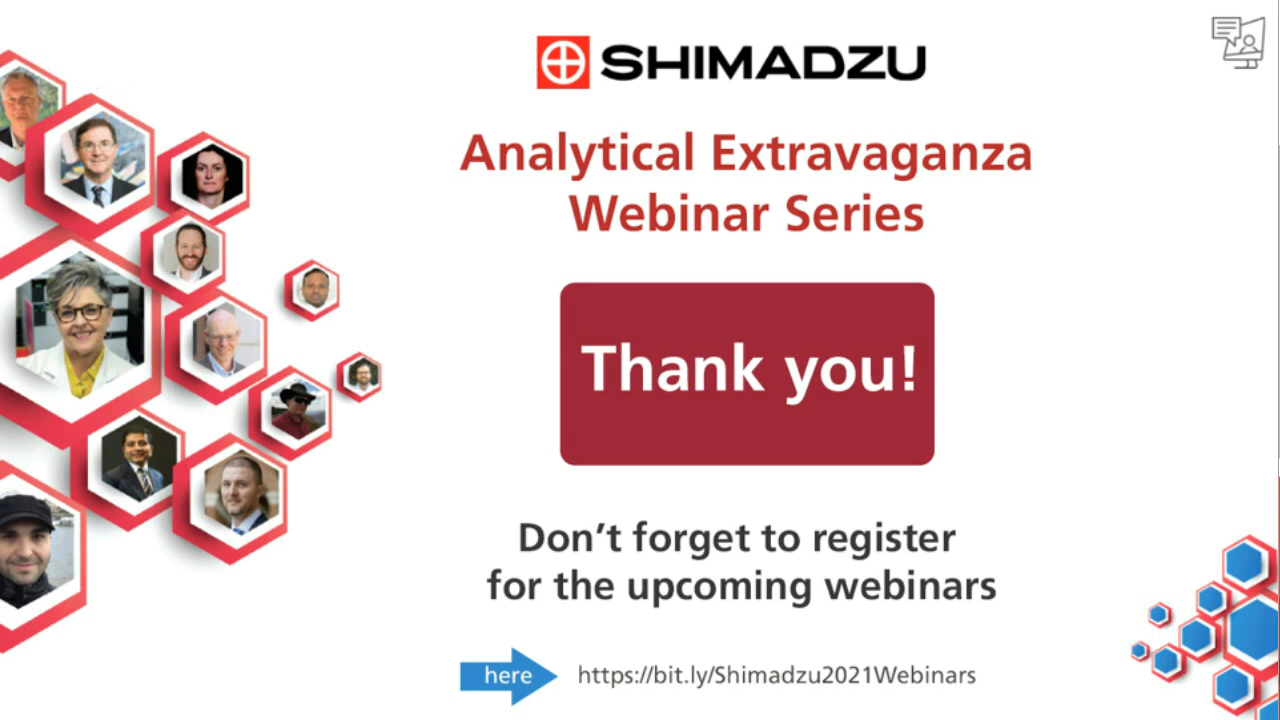 SHIMADZU
Analytical Extravaganza
Webinar Series
Thank you!
Don’t forget to register
for the upcoming webinars
here
https://bit.ly/Shimadzu2021Webinars